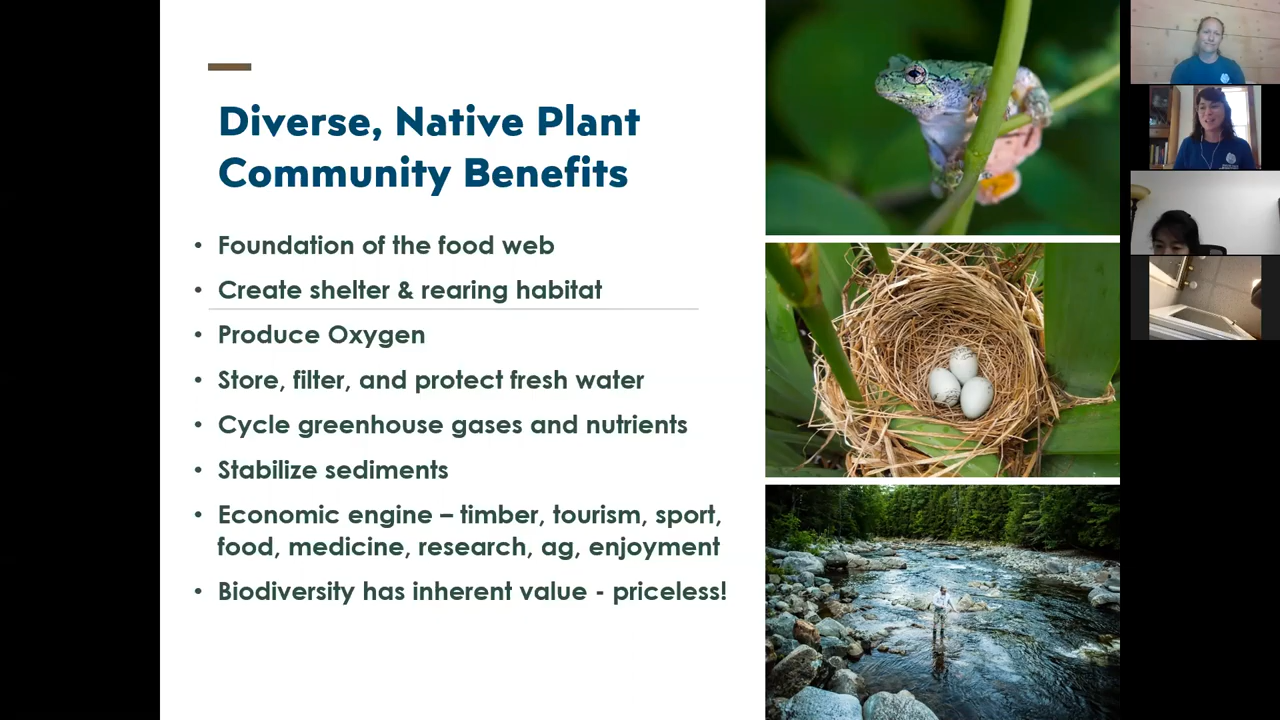 Diverse, Native Plant
Community Benefits
• Foundation of the food web
• Create shelter & rearing habitat
• Produce Oxygen
• Store, filter, and protect fresh water
• Cycle greenhouse gases and nutrients
• Stabilize sediments
• Economic engine – timber, tourism, sport,
food, medicine, research, ag, enjoyment
• Biodiversity has inherent value - priceless!